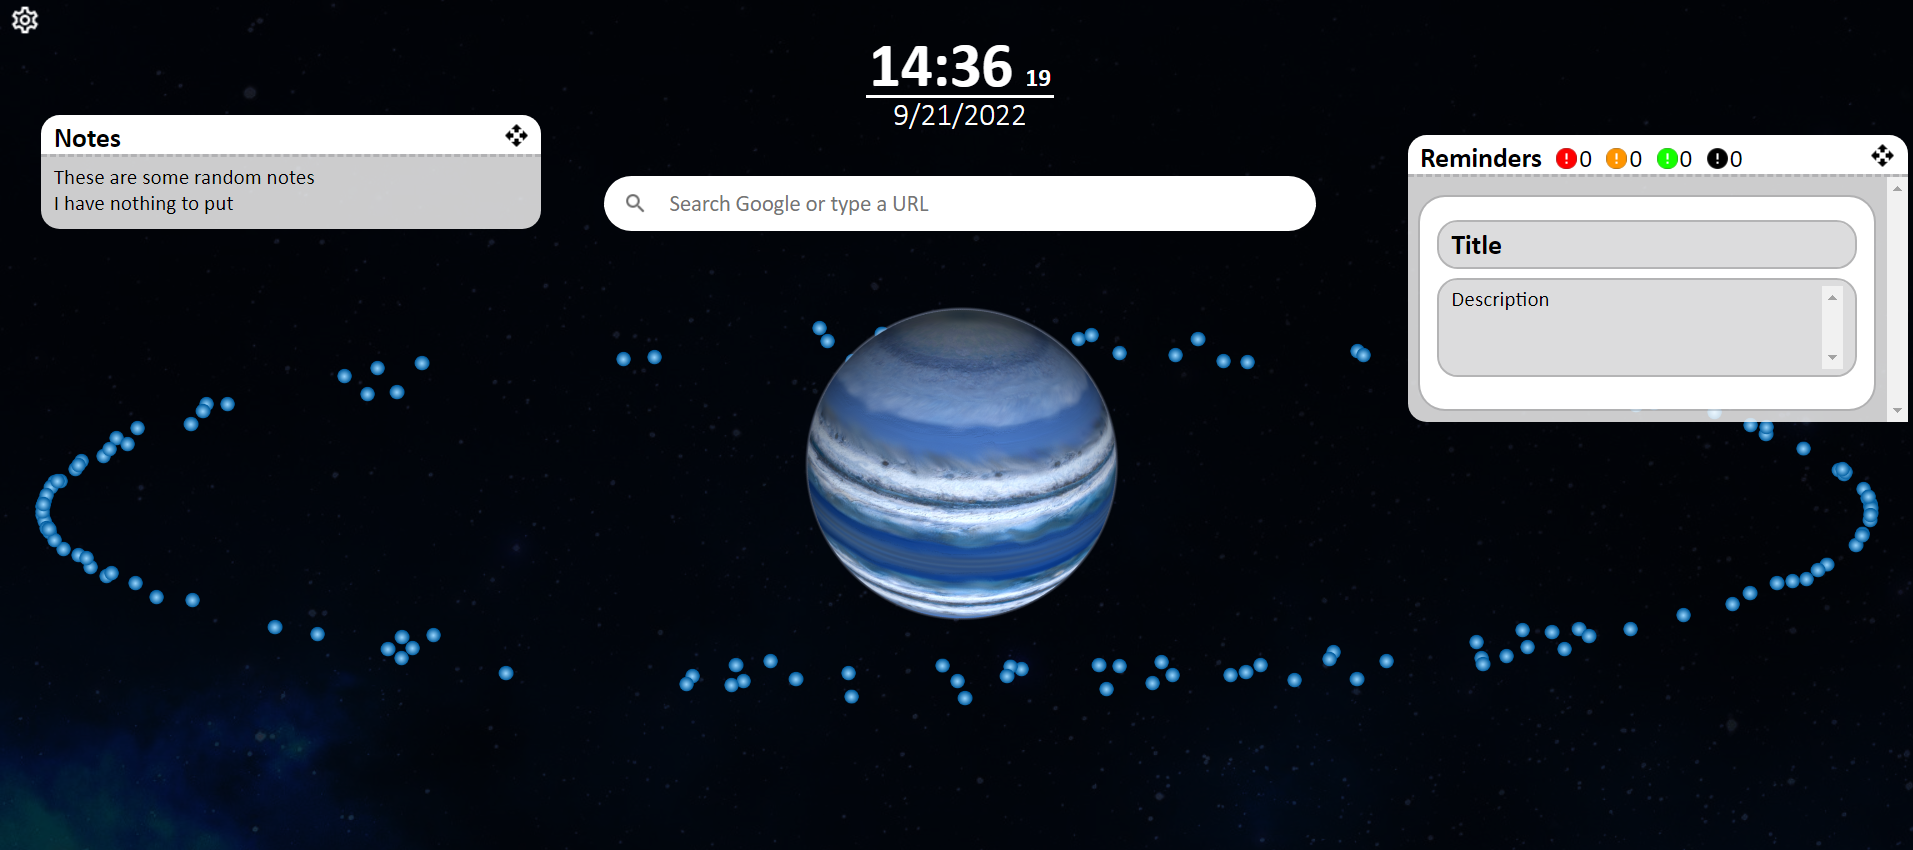 14:36 19
9/21/2022
Notes
These are some random notes
I have nothing to put
Search Google or type a URL
Reminders 0 0 0 0
Title
Description